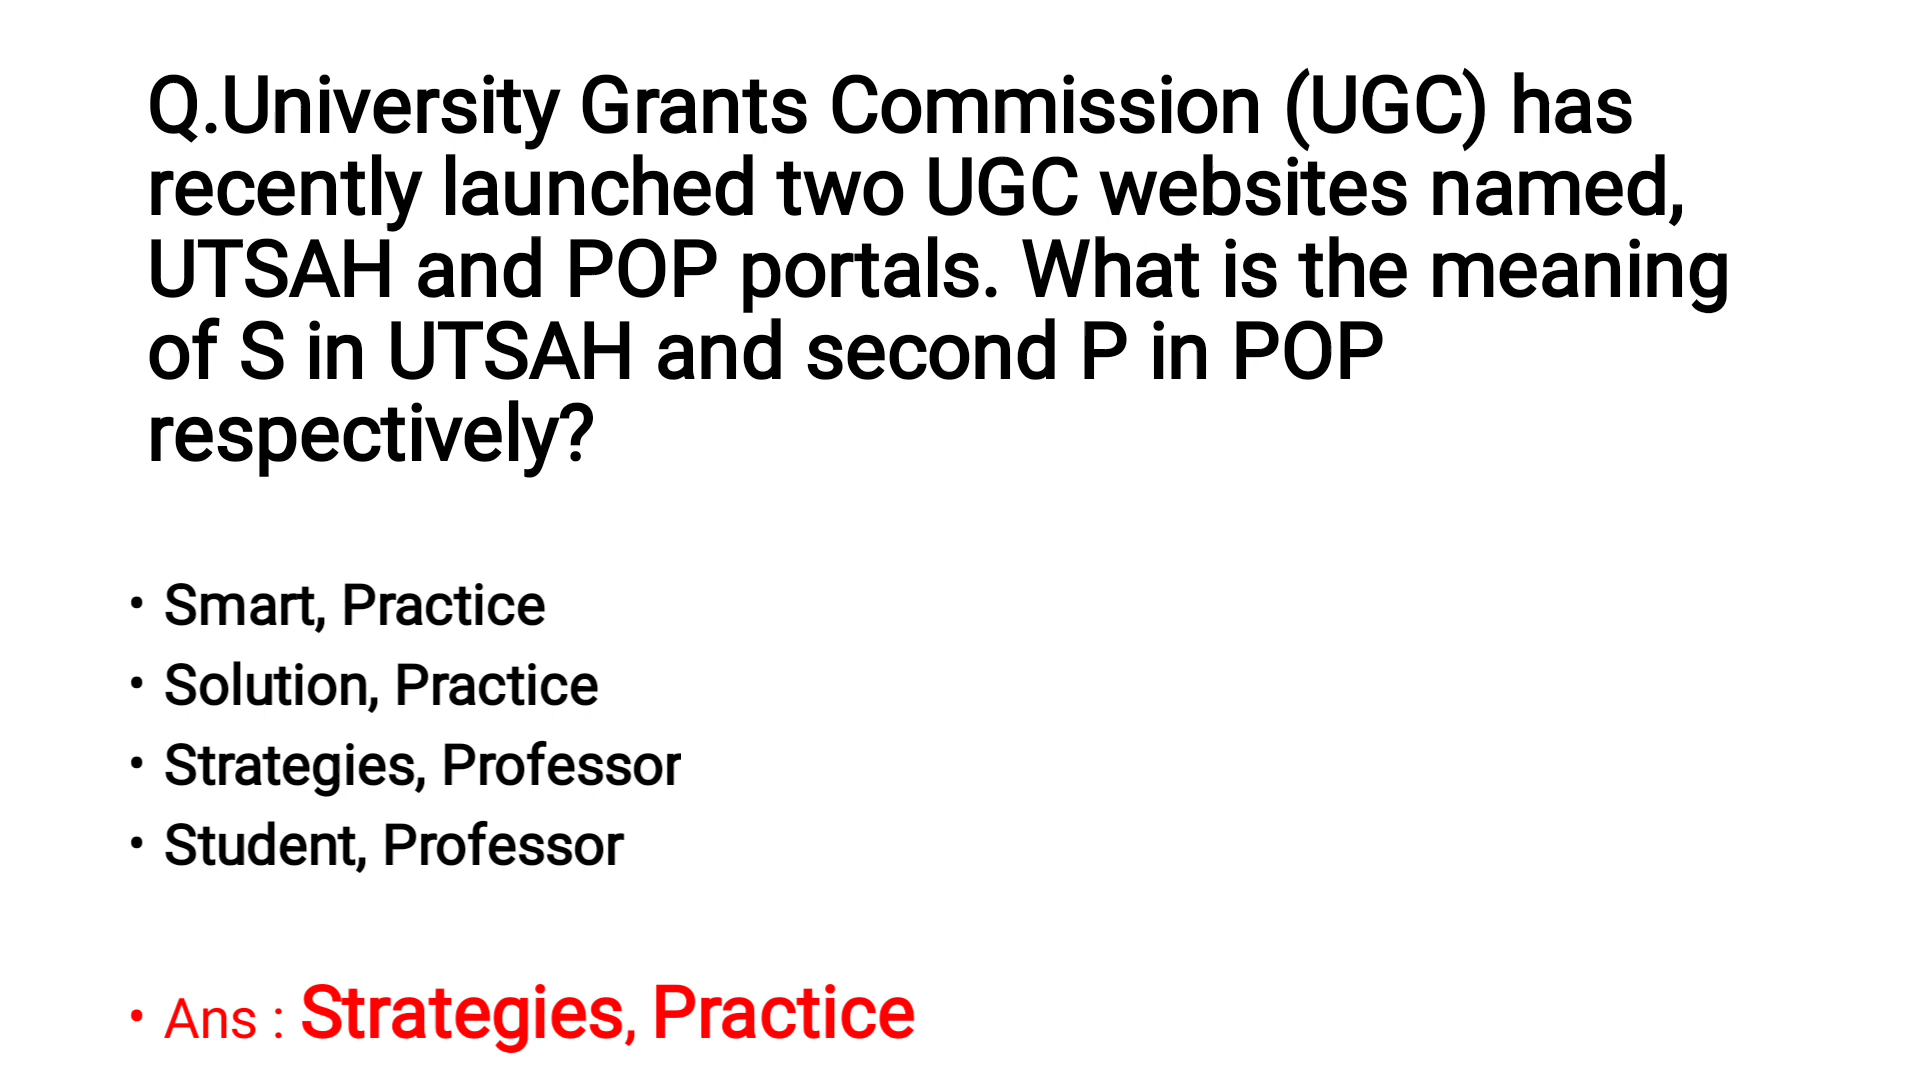 Q.University Grants Commission (UGC) has
recently launched two UGC websites named,
UTSAH and POP portals. What is the meaning
of S in UTSAH and second P in POP
respectively?
• Smart, Practice
• Solution, Practice
• Strategies, Professor
• Student, Professor
• Ans : Strategies, Practice